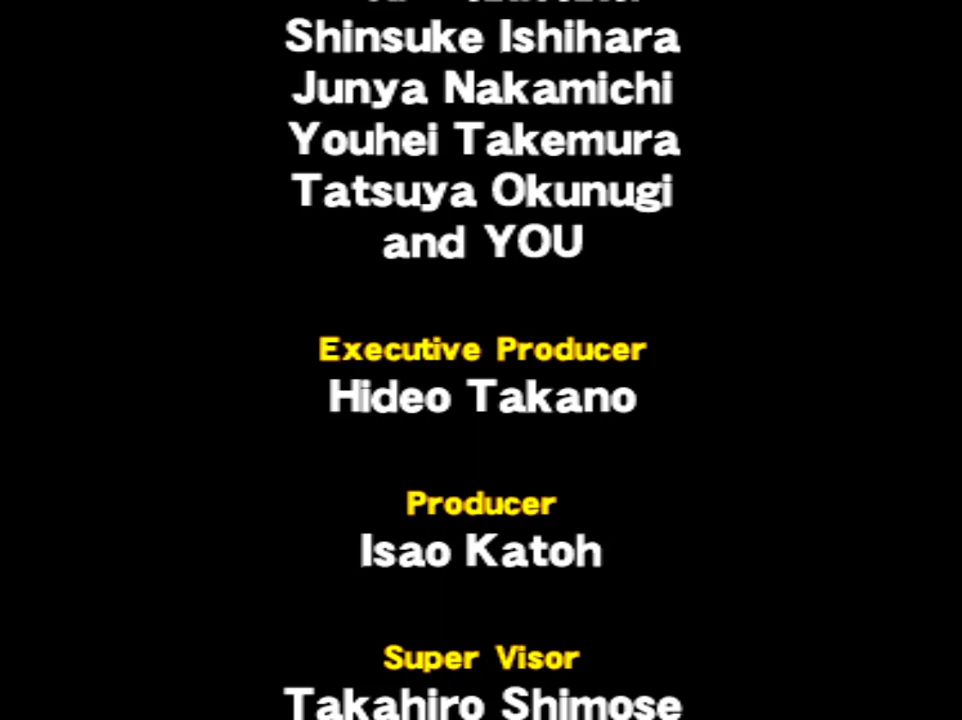 Shinsuke Ishihara
Junya Nakamichi
Youhei Takemura
Tatsuya Okunugi
and YOU
Executive Producer
Hideo Takano
Producer
Isao Katoh
Super Visor
Takahiro Shimose